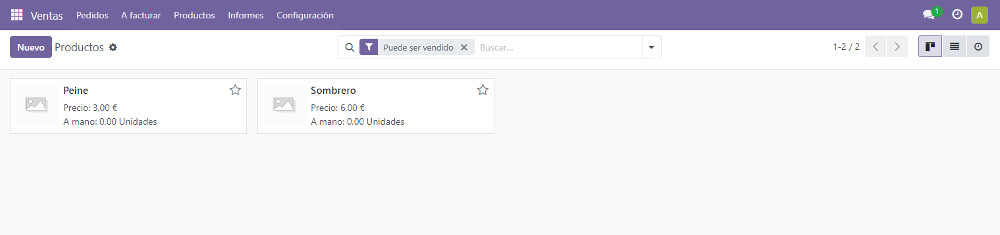 Ventas Pedidos A facturar Productos Informes Configuración 1 A
Nuevo Productos Puede ser vendido Buscar... 1-2 / 2
Peine
Precio: 3,00 €
A mano: 0,00 Unidades
Sombrero
Precio: 6,00 €
A mano: 0,00 Unidades